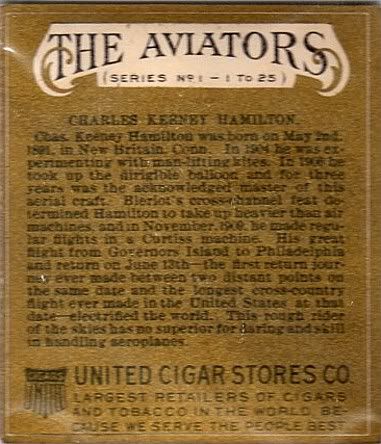 THE AVIATORS
(SERIES Nº 1 - 1 TO 25)
CHARLES KEENEY HAMILTON.
Chas. Keeney Hamilton was born on May 2nd,
1881, in New Britain, Conn. In 1904 he was ex-
perimenting with man-lifting kites. In 1906 he
took up the dirigible balloon and for three
years was the acknowledged master of this
aerial craft. Bleriot's cross-channel feat de-
termined Hamilton to take up heavier than air
machines, and in November, 1909, he made regu-
lar flights in a Curtiss machine. His great
flight from Governors Island to Philadelphia
and return on June 13th—the first return jour-
ney ever made between two distant points on
the same date and the longest cross-country
flight ever made in the United States at that
date—electrified the world. This rough rider
of the skies has no superior for daring and skill
in handling aeroplanes.
CIGARS
UNITED CIGAR STORES CO.
LARGEST RETAILERS OF CIGARS
AND TOBACCO IN THE WORLD, BE-
CAUSE WE SERVE THE PEOPLE BEST